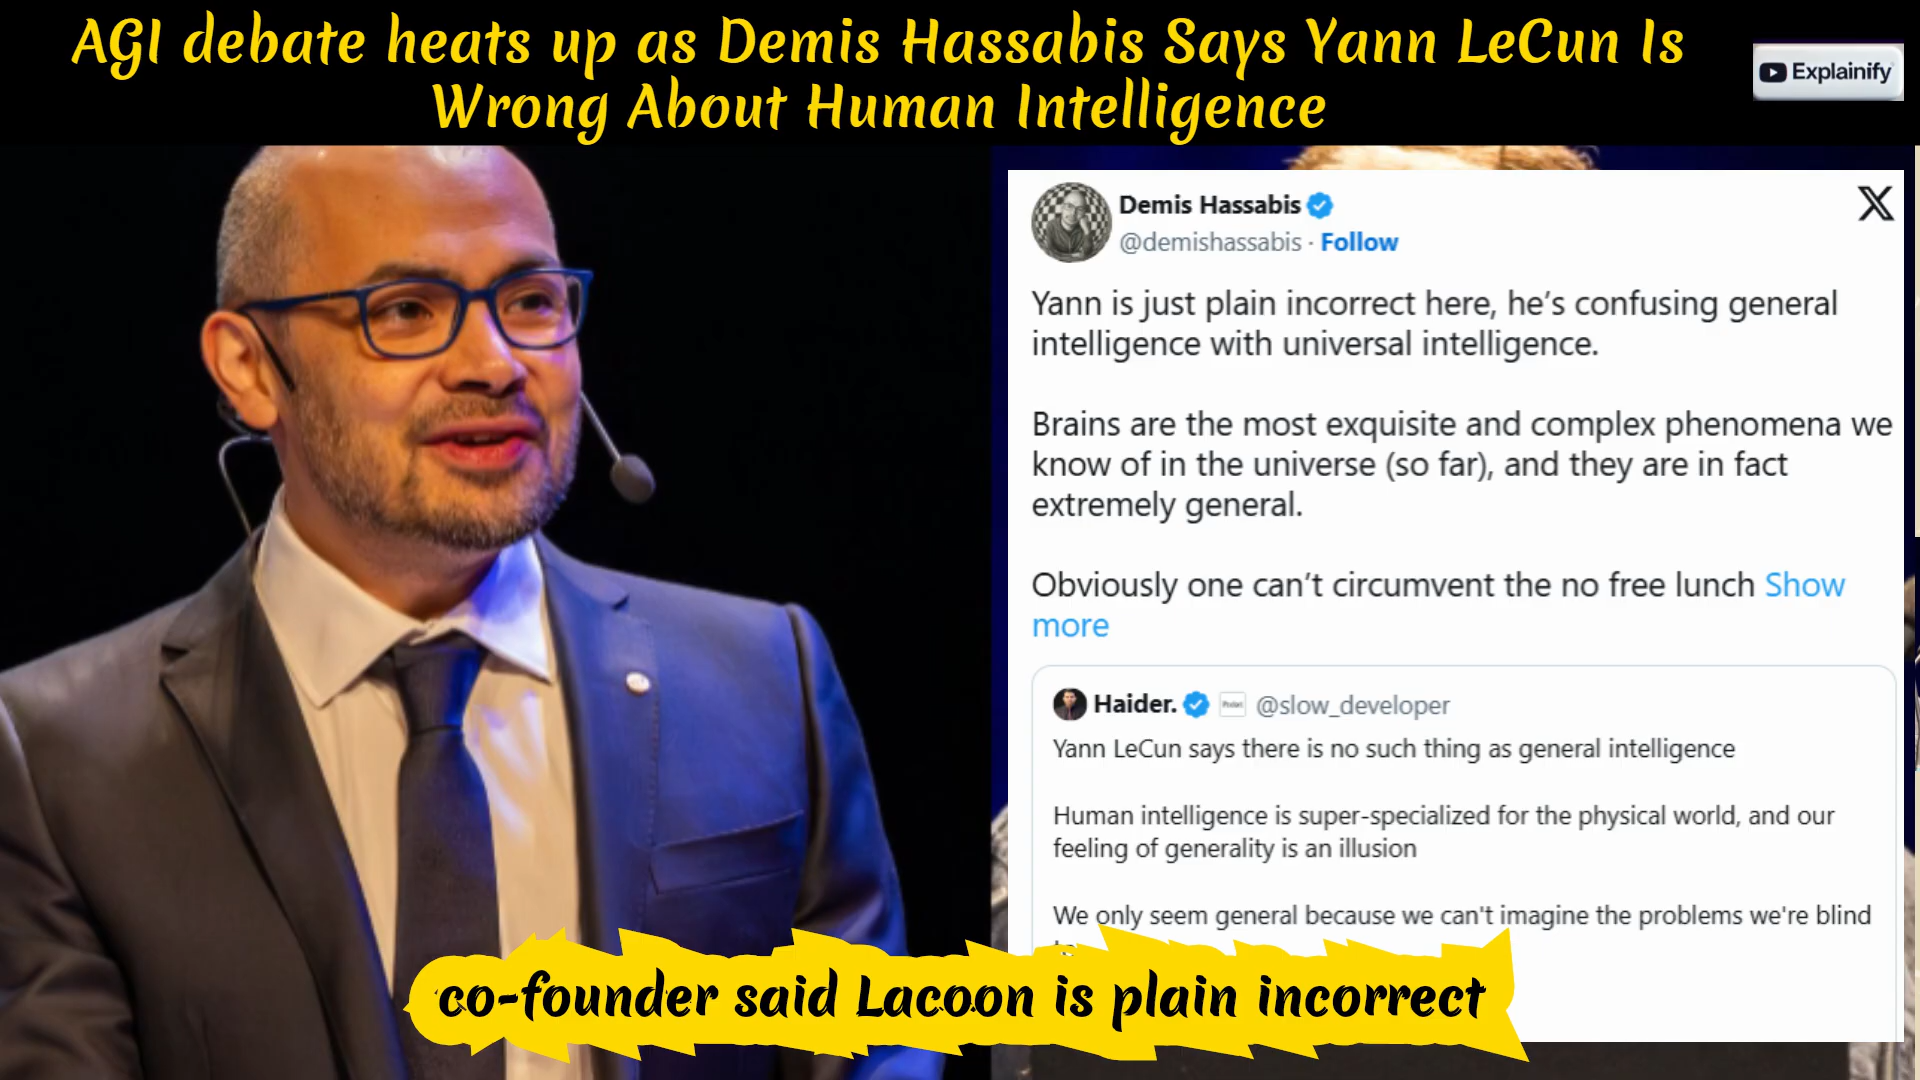 AGI debate heats up as Demis Hassabis Says Yann LeCun Is
Wrong About Human Intelligence
Explainify
Demis Hassabis
@demishassabis · Follow
Yann is just plain incorrect here, he’s confusing general
intelligence with universal intelligence.
Brains are the most exquisite and complex phenomena we
know of in the universe (so far), and they are in fact
extremely general.
Obviously one can’t circumvent the no free lunch Show
more
Haider. @slow_developer
Yann LeCun says there is no such thing as general intelligence
Human intelligence is super-specialized for the physical world, and our
feeling of generality is an illusion
We only seem general because we can't imagine the problems we're blind
co-founder said Lacoon is plain incorrect